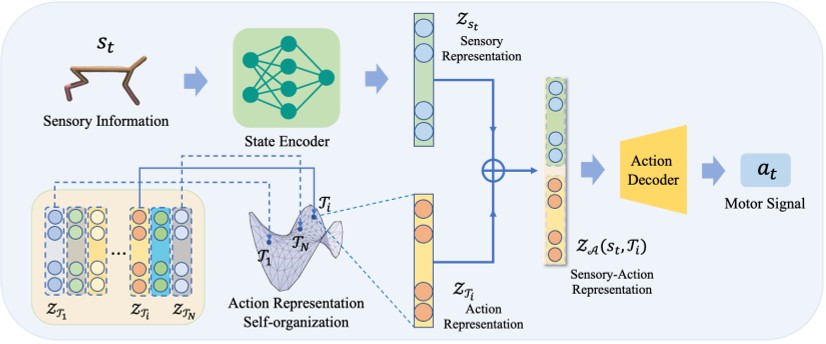 s_t
Sensory Information
State Encoder
Z_{s_t}
Sensory
Representation
Action
Decoder
a_t
Motor Signal
Z_A(s_t, T_i)
Sensory-Action
Representation
Z_{T_1}
...
Z_{T_i}
Z_{T_N}
T_1
T_N
T_i
Action Representation
Self-organization
Z_{T_i}
Action
Representation